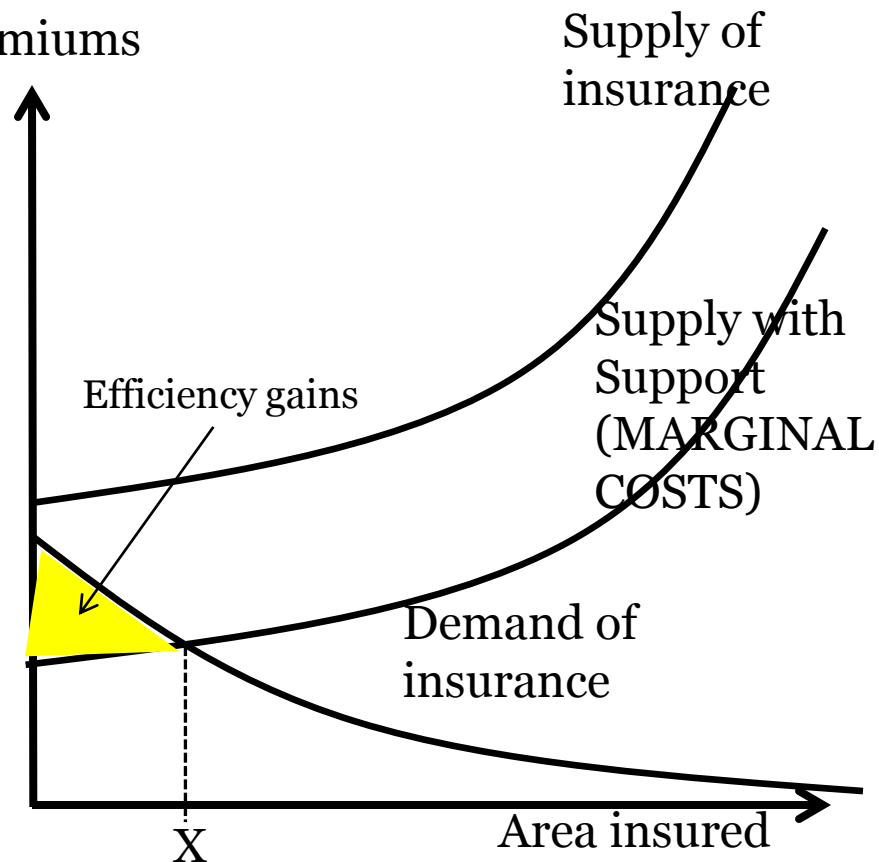 miums
Supply of
insurance
Supply with
Support
(MARGINAL
COSTS)
Efficiency gains
Demand of
insurance
Area insured
X